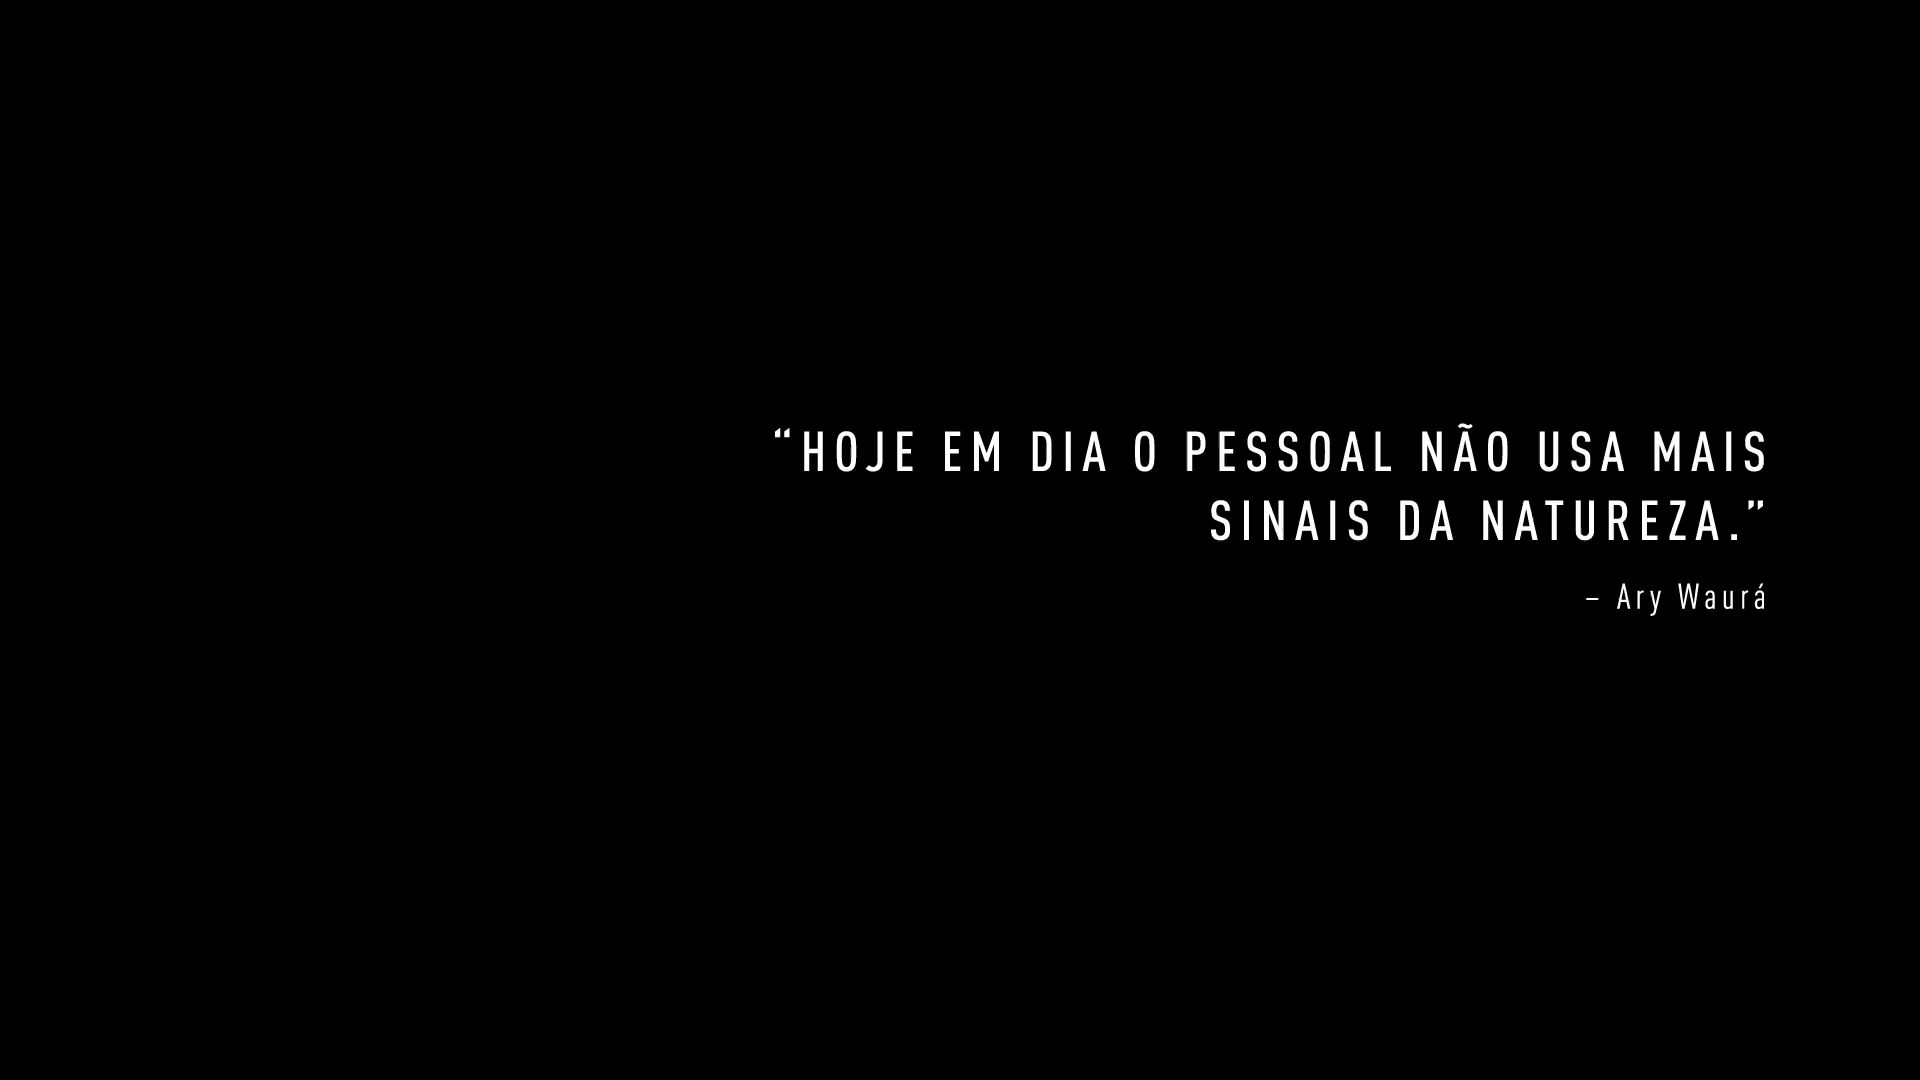 “HOJE EM DIA O PESSOAL NÃO USA MAIS
SINAIS DA NATUREZA.”
– Ary Waurá